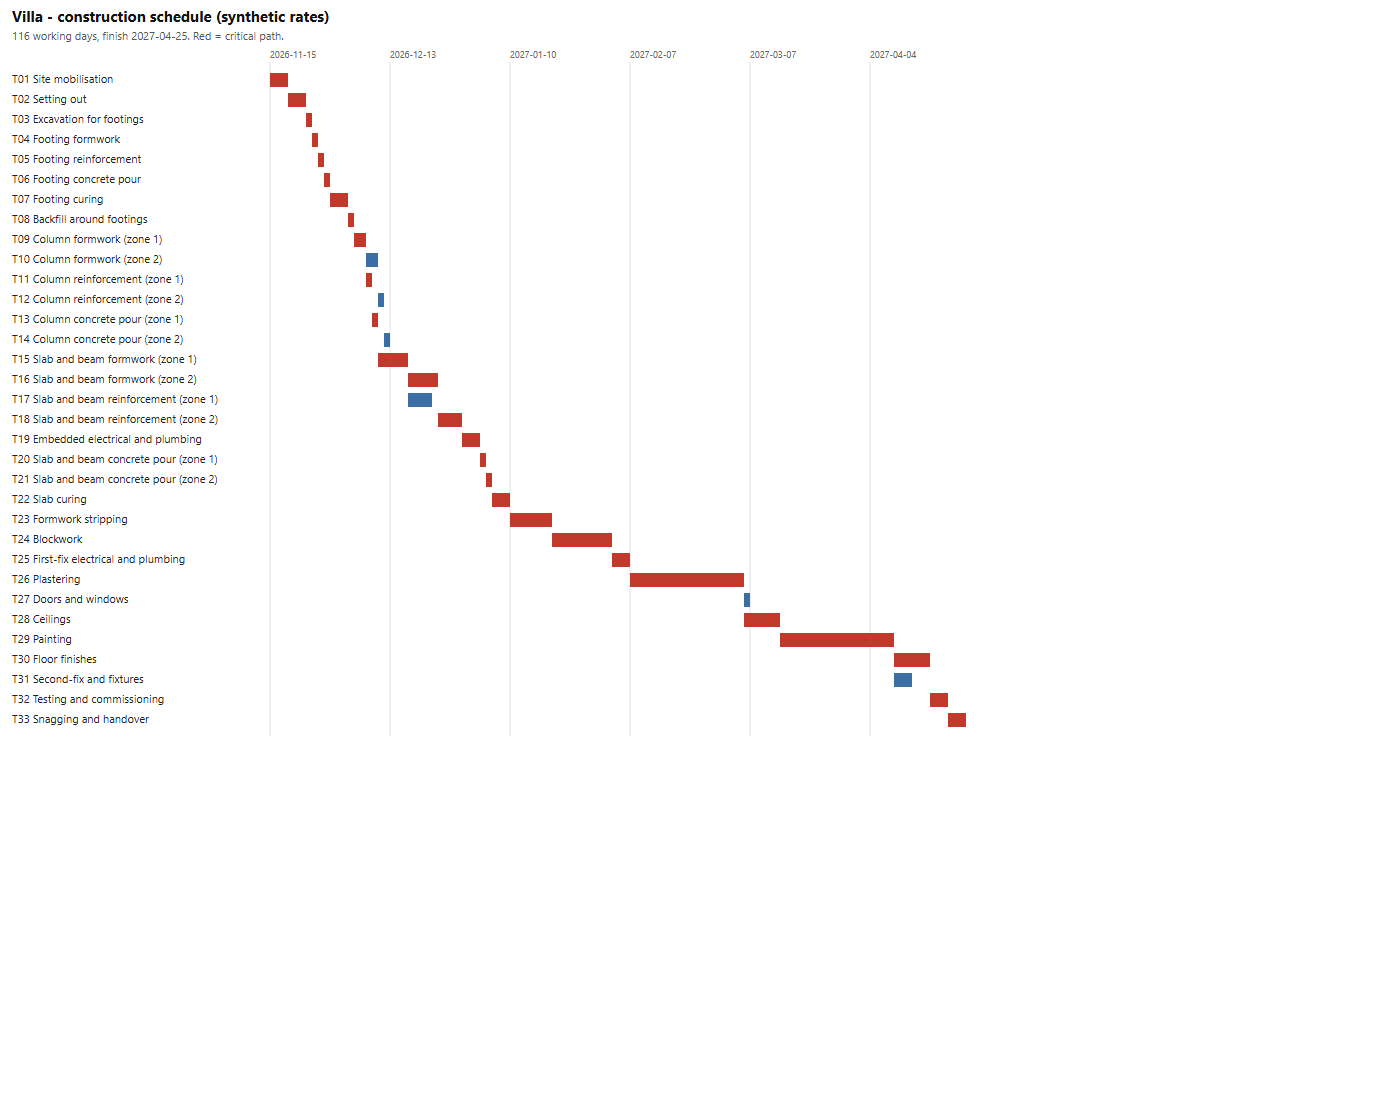 Villa - construction schedule (synthetic rates)
116 working days, finish 2027-04-25. Red = critical path.
2026-11-15 2026-12-13 2027-01-10 2027-02-07 2027-03-07 2027-04-04
T01 Site mobilisation
T02 Setting out
T03 Excavation for footings
T04 Footing formwork
T05 Footing reinforcement
T06 Footing concrete pour
T07 Footing curing
T08 Backfill around footings
T09 Column formwork (zone 1)
T10 Column formwork (zone 2)
T11 Column reinforcement (zone 1)
T12 Column reinforcement (zone 2)
T13 Column concrete pour (zone 1)
T14 Column concrete pour (zone 2)
T15 Slab and beam formwork (zone 1)
T16 Slab and beam formwork (zone 2)
T17 Slab and beam reinforcement (zone 1)
T18 Slab and beam reinforcement (zone 2)
T19 Embedded electrical and plumbing
T20 Slab and beam concrete pour (zone 1)
T21 Slab and beam concrete pour (zone 2)
T22 Slab curing
T23 Formwork stripping
T24 Blockwork
T25 First-fix electrical and plumbing
T26 Plastering
T27 Doors and windows
T28 Ceilings
T29 Painting
T30 Floor finishes
T31 Second-fix and fixtures
T32 Testing and commissioning
T33 Snagging and handover